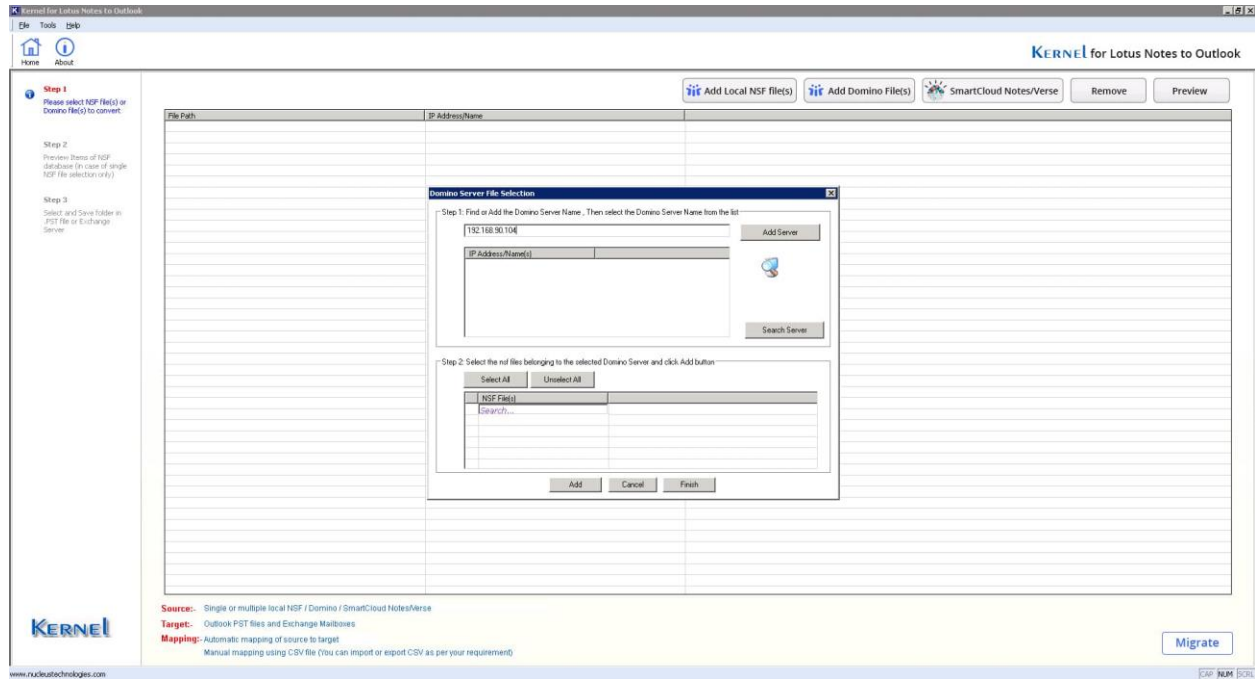 Kernel for Lotus Notes to Outlook
File Tools Help
Home About
KERNEL for Lotus Notes to Outlook
Step 1
Please select NSF file(s) or
Domino file(s) to convert
Step 2
Preview Items of NSF
database (in case of single
NSF file selection only)
Step 3
Select and Save folder in
.PST file or Exchange
Server
Add Local NSF file(s) Add Domino File(s) SmartCloud Notes/Verse Remove Preview
File Path IP Address/Name
Domino Server File Selection
Step 1: Find or Add the Domino Server Name , Then select the Domino Server Name from the list
192.168.90.104 Add Server
IP Address/Name(s)
Search Server
Step 2: Select the nsf files belonging to the selected Domino Server and click Add button
Select All Unselect All
NSF File(s)
Search...
Add Cancel Finish
Source:- Single or multiple local NSF / Domino / SmartCloud Notes/Verse
Target:- Outlook PST files and Exchange Mailboxes
Mapping:- Automatic mapping of source to target
Manual mapping using CSV file (You can import or export CSV as per your requirement)
KERNEL
Migrate
www.nucleustechnologies.com CAP NUM SCRL